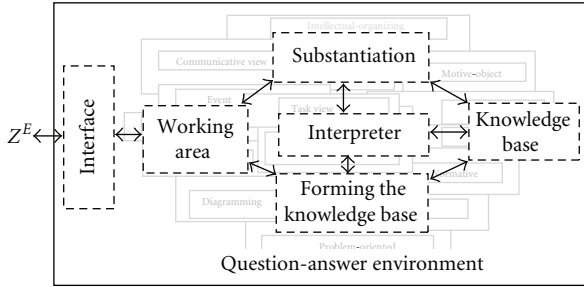 Intellectual-organizing
Substantiation
Communicative view
Motive-object
Event
Task view
Z^E
Interface
Working
area
Interpreter
Knowledge
base
Forming the
knowledge base
Diagramming
Problem-oriented
Question-answer environment